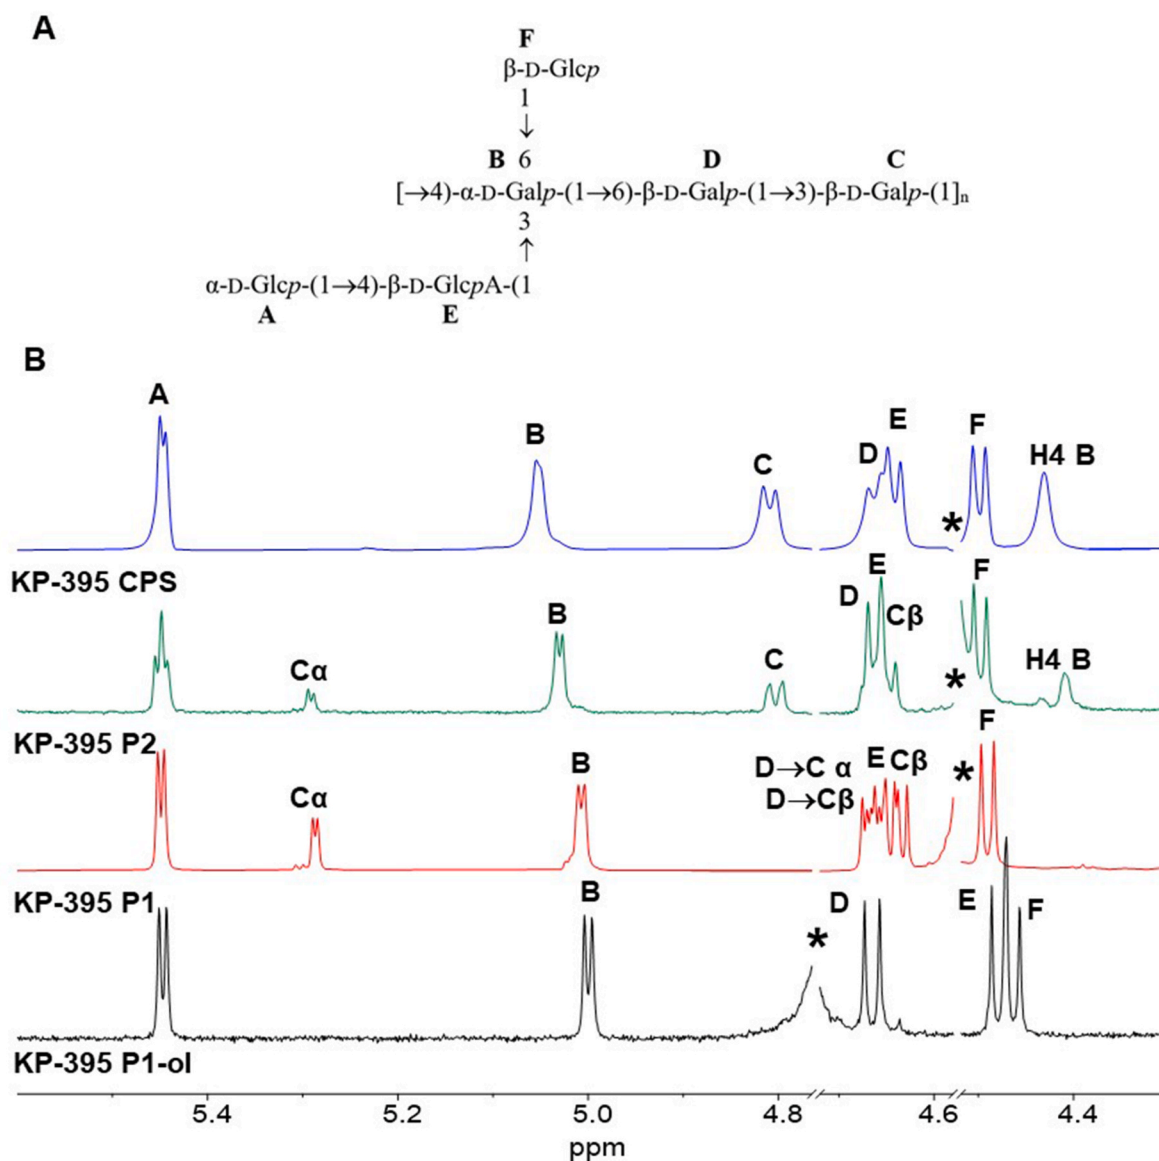 A
F
β-D-Glcp
1
↓
B 6 D C
[→4)-α-D-Galp-(1→6)-β-D-Galp-(1→3)-β-D-Galp-(1]n
3
↑
α-D-Glcp-(1→4)-β-D-GlcpA-(1
A E
B
A B C D E * F H4 B
KP-395 CPS
Cα B C D E Cβ * F H4 B
KP-395 P2
Cα B D→C α E Cβ * F
D→Cβ
KP-395 P1
B * D E F
KP-395 P1-ol
5.4 5.2 5.0 4.8 4.6 4.4
ppm